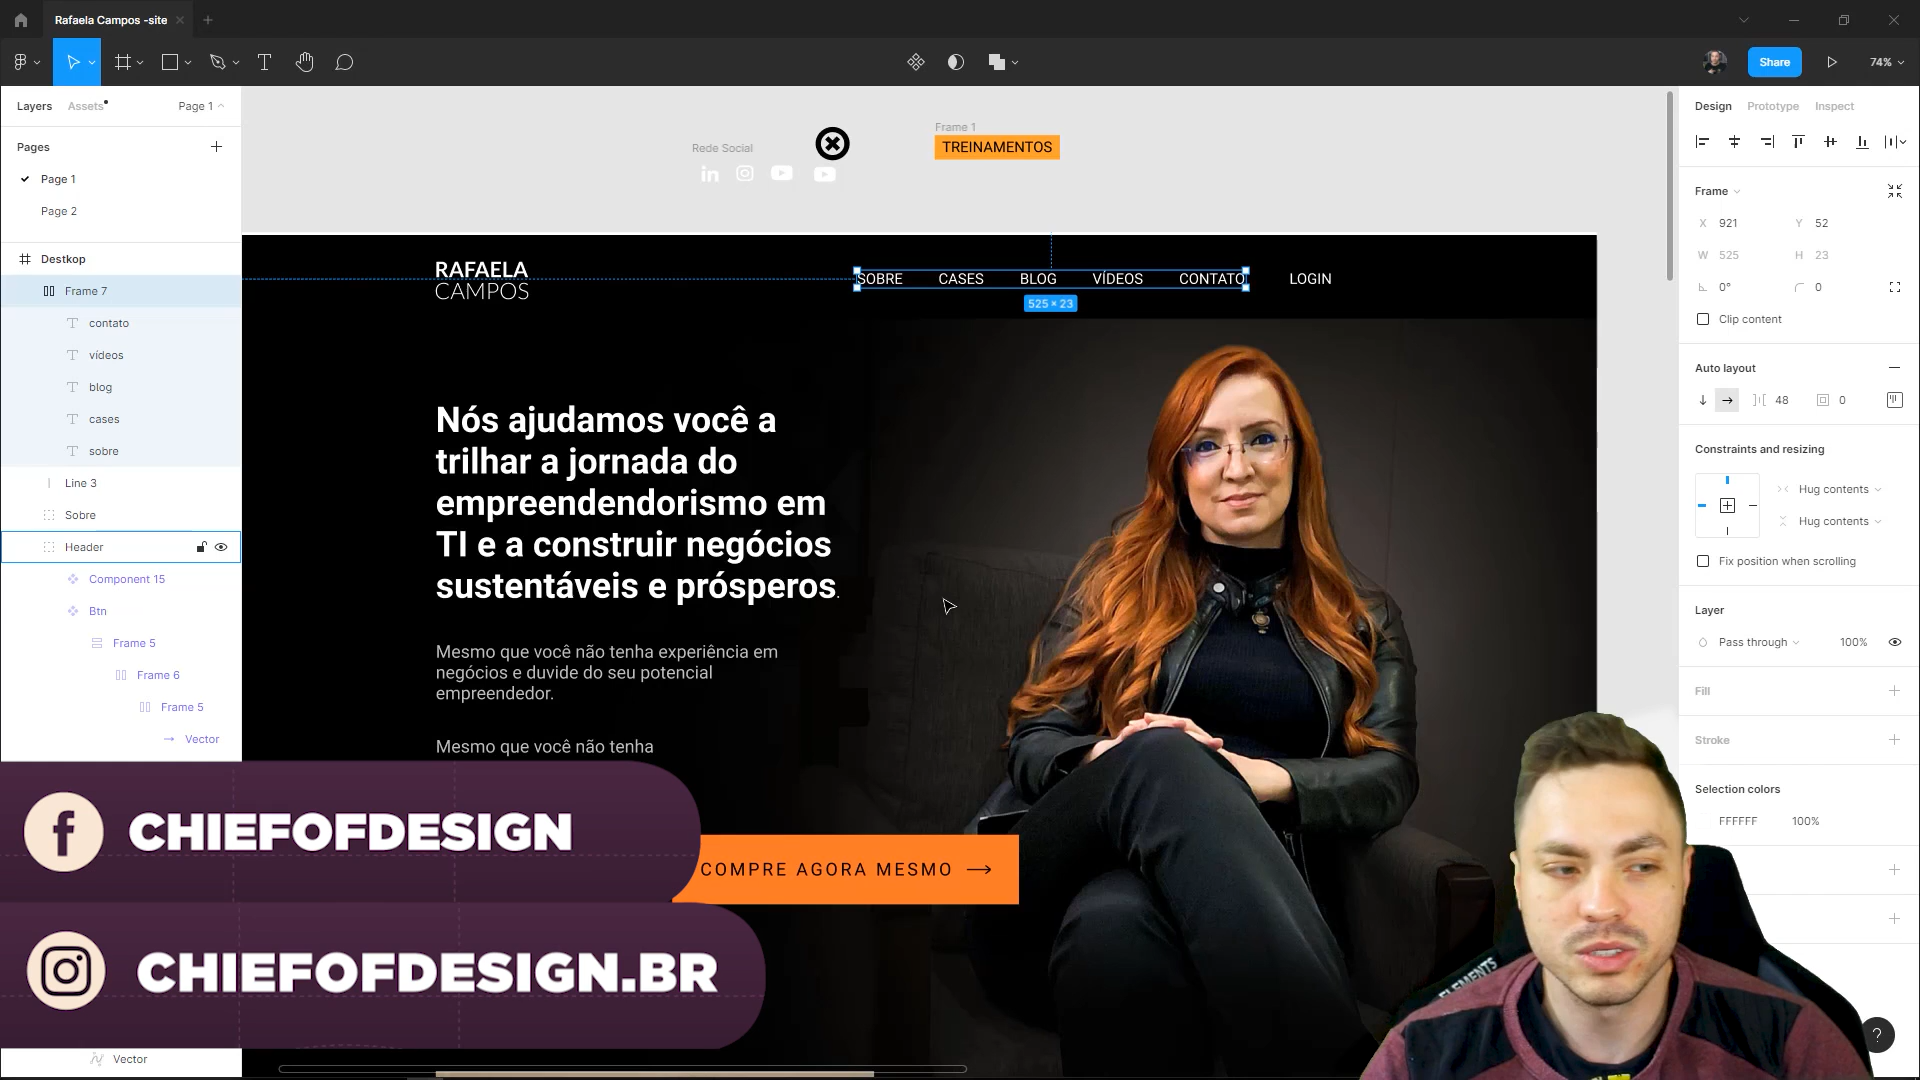 Rafaela Campos -site
Share
74%
Layers
Assets
Page 1
Pages
Page 1
Page 2
Destkop
Frame 7
contato
vídeos
blog
cases
sobre
Line 3
Sobre
Header
Component 15
Btn
Frame 5
Frame 6
Frame 5
Vector
Vector
Rede Social
Frame 1
TREINAMENTOS
RAFAELA
CAMPOS
SOBRE CASES BLOG VÍDEOS CONTATO LOGIN
525 × 23
Nós ajudamos você a
trilhar a jornada do
empreendendorismo em
TI e a construir negócios
sustentáveis e prósperos.
Mesmo que você não tenha experiência em
negócios e duvide do seu potencial
empreendedor.
Mesmo que você não tenha
COMPRE AGORA MESMO
CHIEFOFDESIGN
CHIEFOFDESIGN.BR
Design
Prototype
Inspect
Frame
X 921
Y 52
W 525
H 23
0°
0
Clip content
Auto layout
48
0
Constraints and resizing
Hug contents
Hug contents
Fix position when scrolling
Layer
Pass through
100%
Fill
Stroke
Selection colors
FFFFFF
100%
ELEMENTS
?